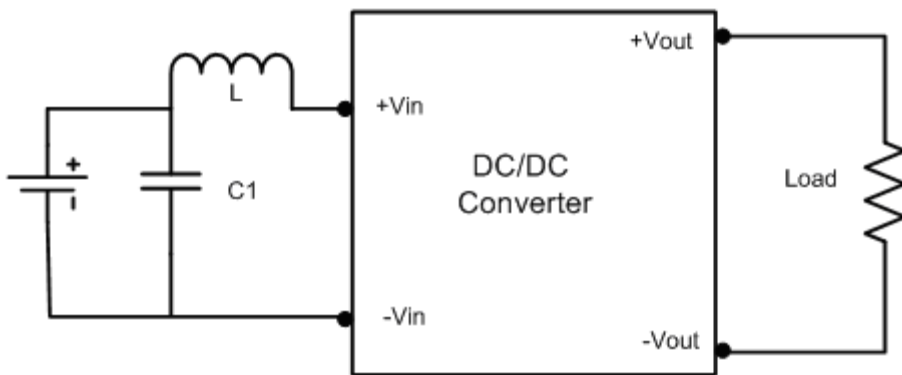 +Vout
L
+Vin
DC/DC
Converter
C1
Load
-Vin
-Vout
+
-